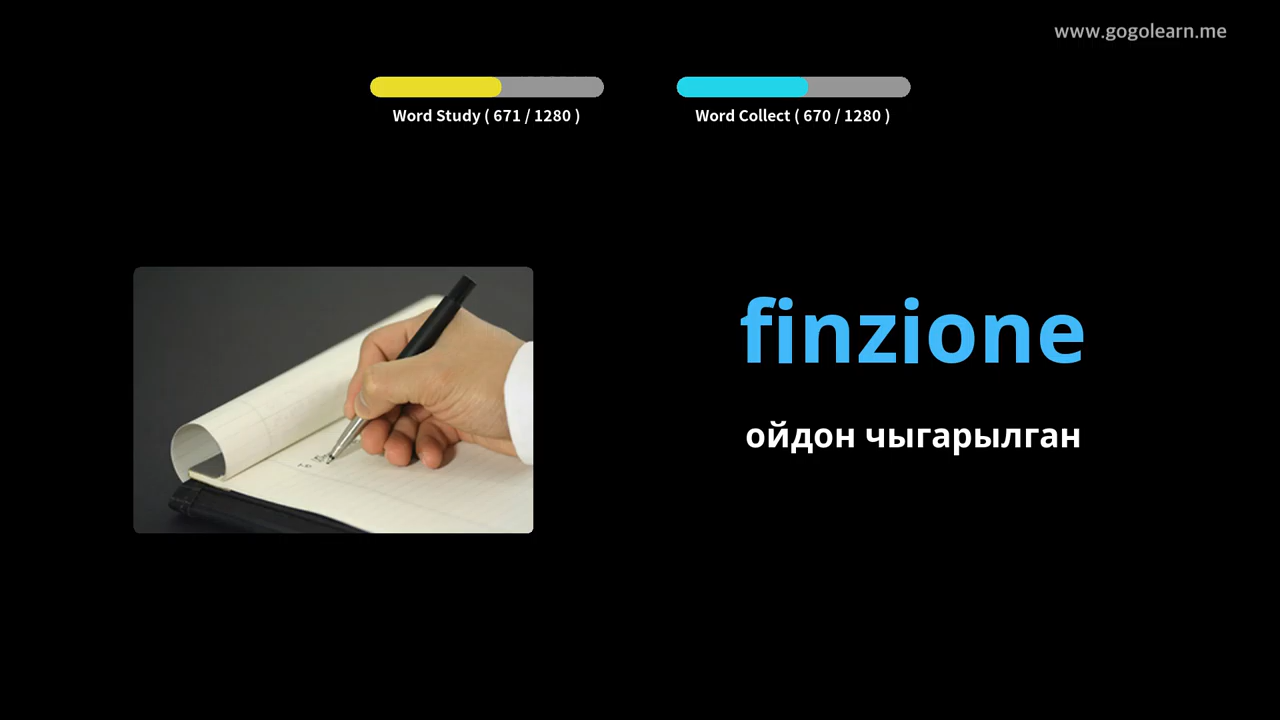 www.gogolearn.me
Word Study ( 671 / 1280 )
Word Collect ( 670 / 1280 )
finzione
ойдон чыгарылган